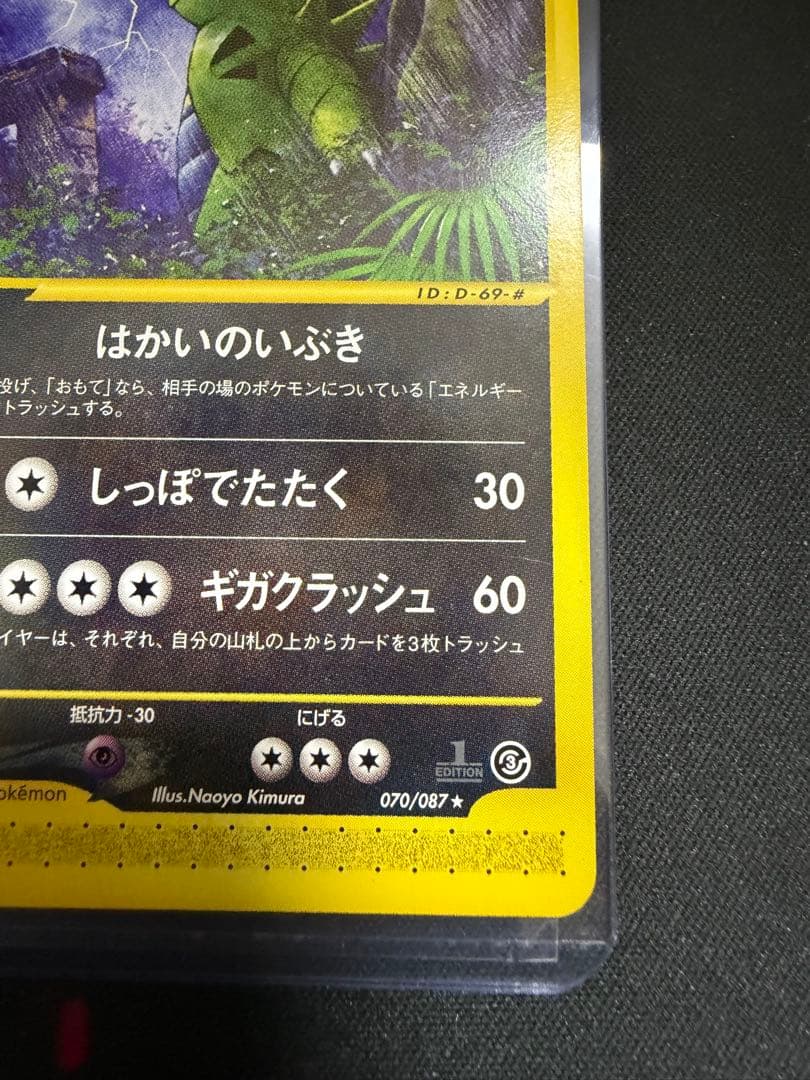 ID:D-69-#
はかいのいぶき
投げ、「おもて」なら、相手の場のポケモンについている「エネルギー
トラッシュする。
しっぽでたたく 30
ギガクラッシュ 60
イヤーは、それぞれ、自分の山札の上からカードを3枚トラッシュ
抵抗力 -30 にげる
1 EDITION 3
okémon Illus.Naoyo Kimura 070/087★